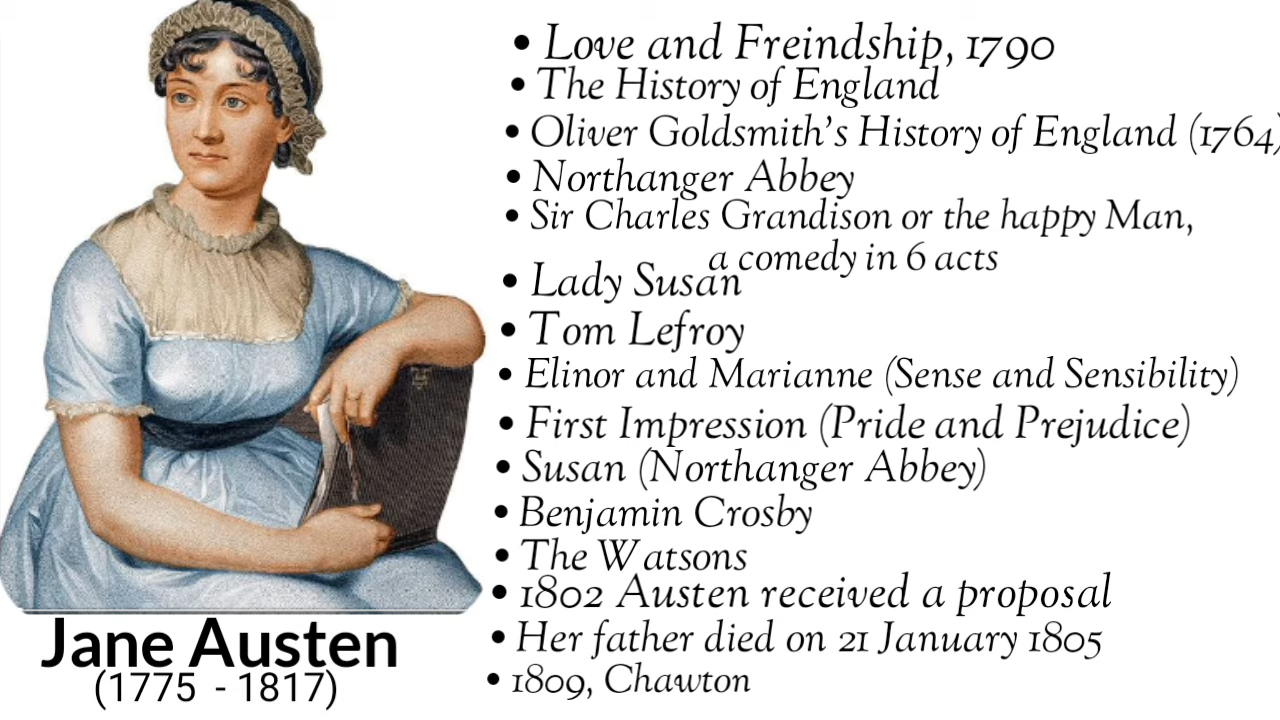 • Love and Freindship, 1790
• The History of England
• Oliver Goldsmith's History of England (1764)
• Northanger Abbey
• Sir Charles Grandison or the happy Man,
a comedy in 6 acts
• Lady Susan
• Tom Lefroy
• Elinor and Marianne (Sense and Sensibility)
• First Impression (Pride and Prejudice)
• Susan (Northanger Abbey)
• Benjamin Crosby
• The Watsons
• 1802 Austen received a proposal
• Her father died on 21 January 1805
• 1809, Chawton
Jane Austen
(1775 - 1817)